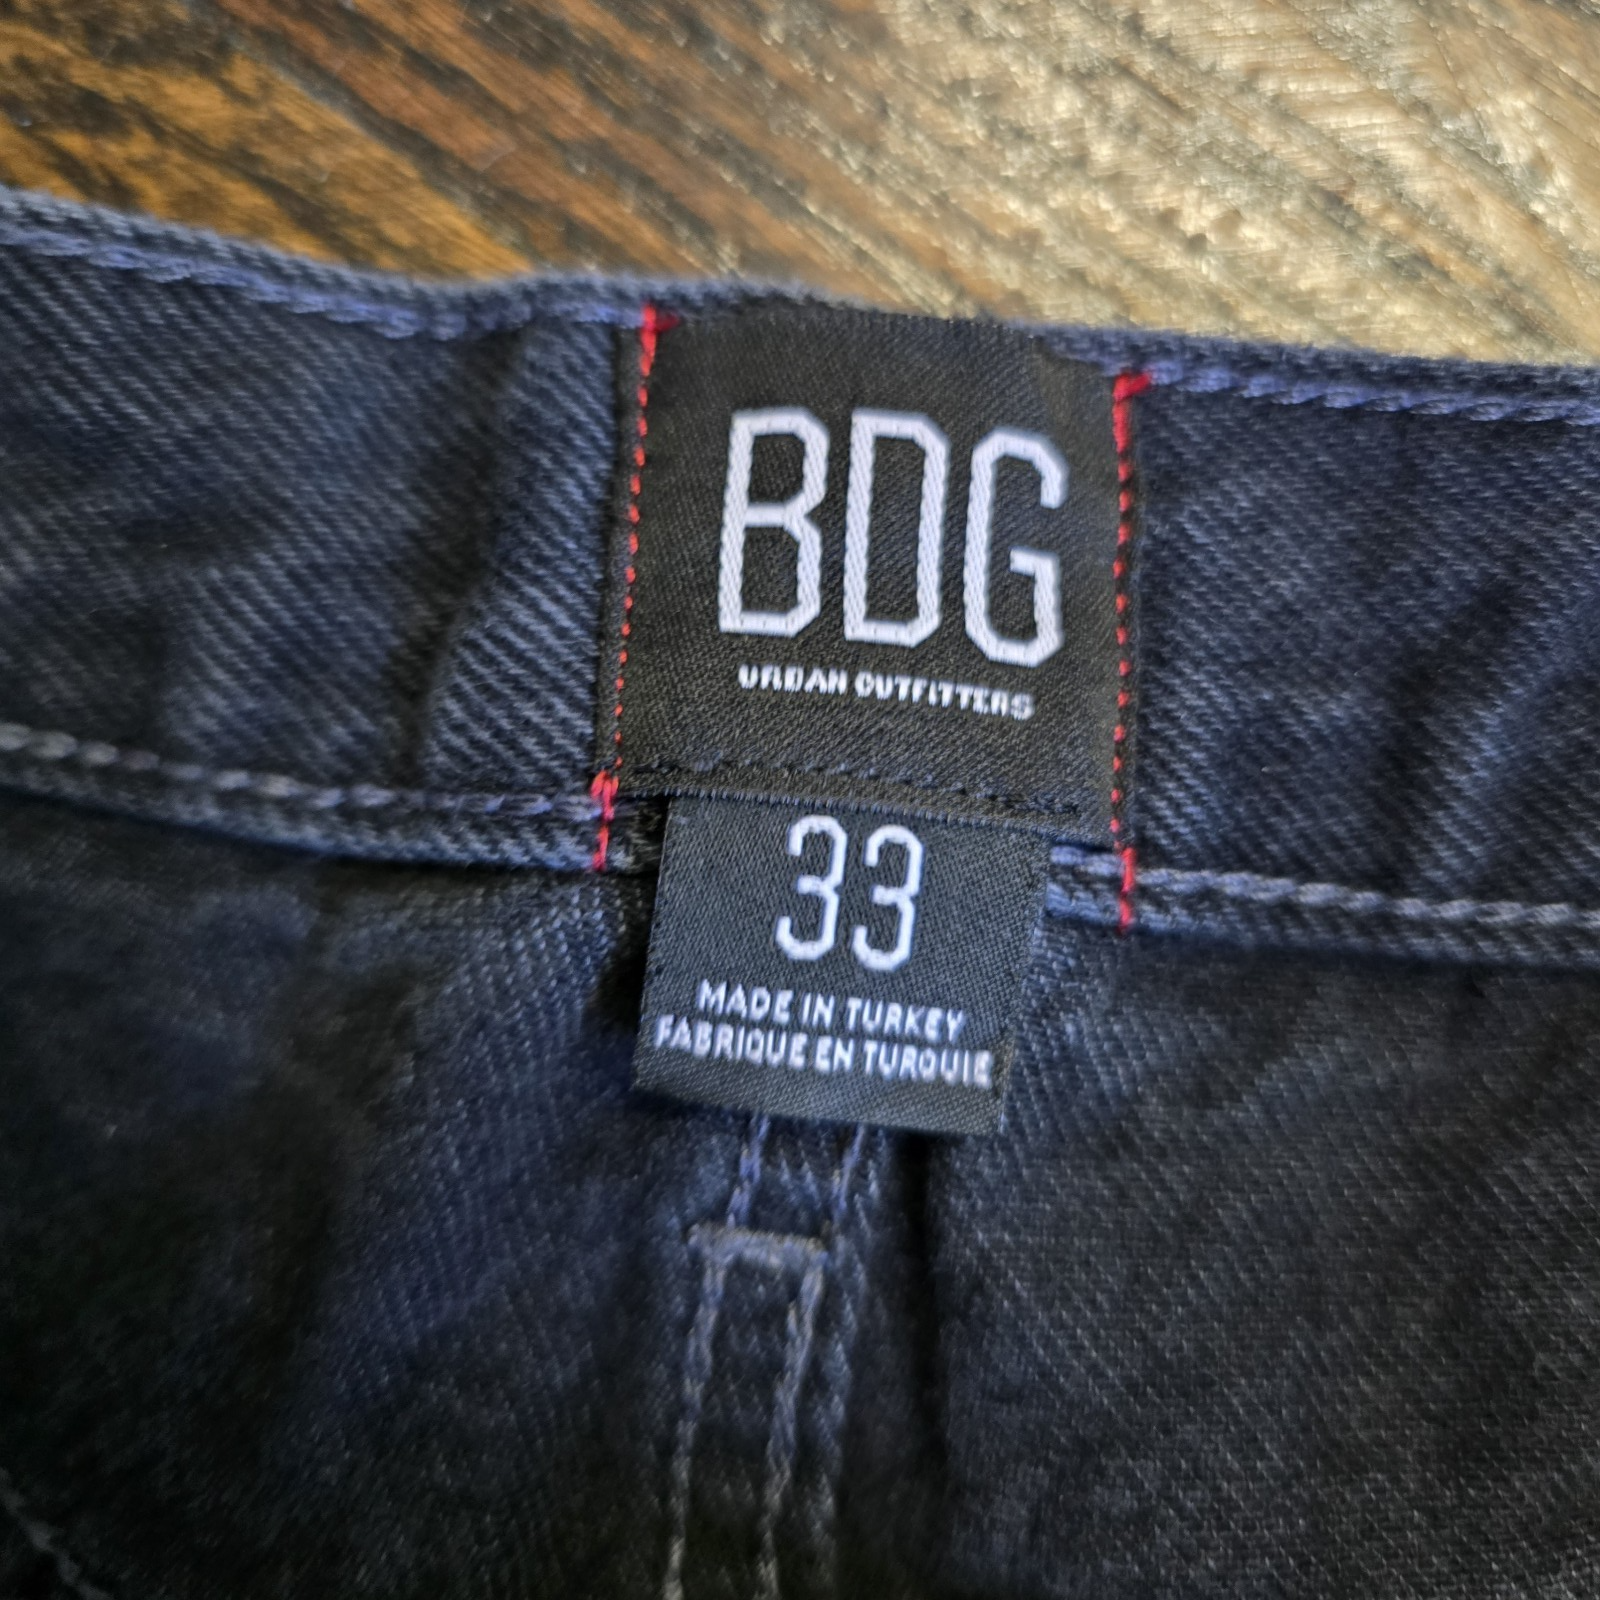 BDG
URBAN OUTFITTERS
33
MADE IN TURKEY
FABRIQUE EN TURQUIE